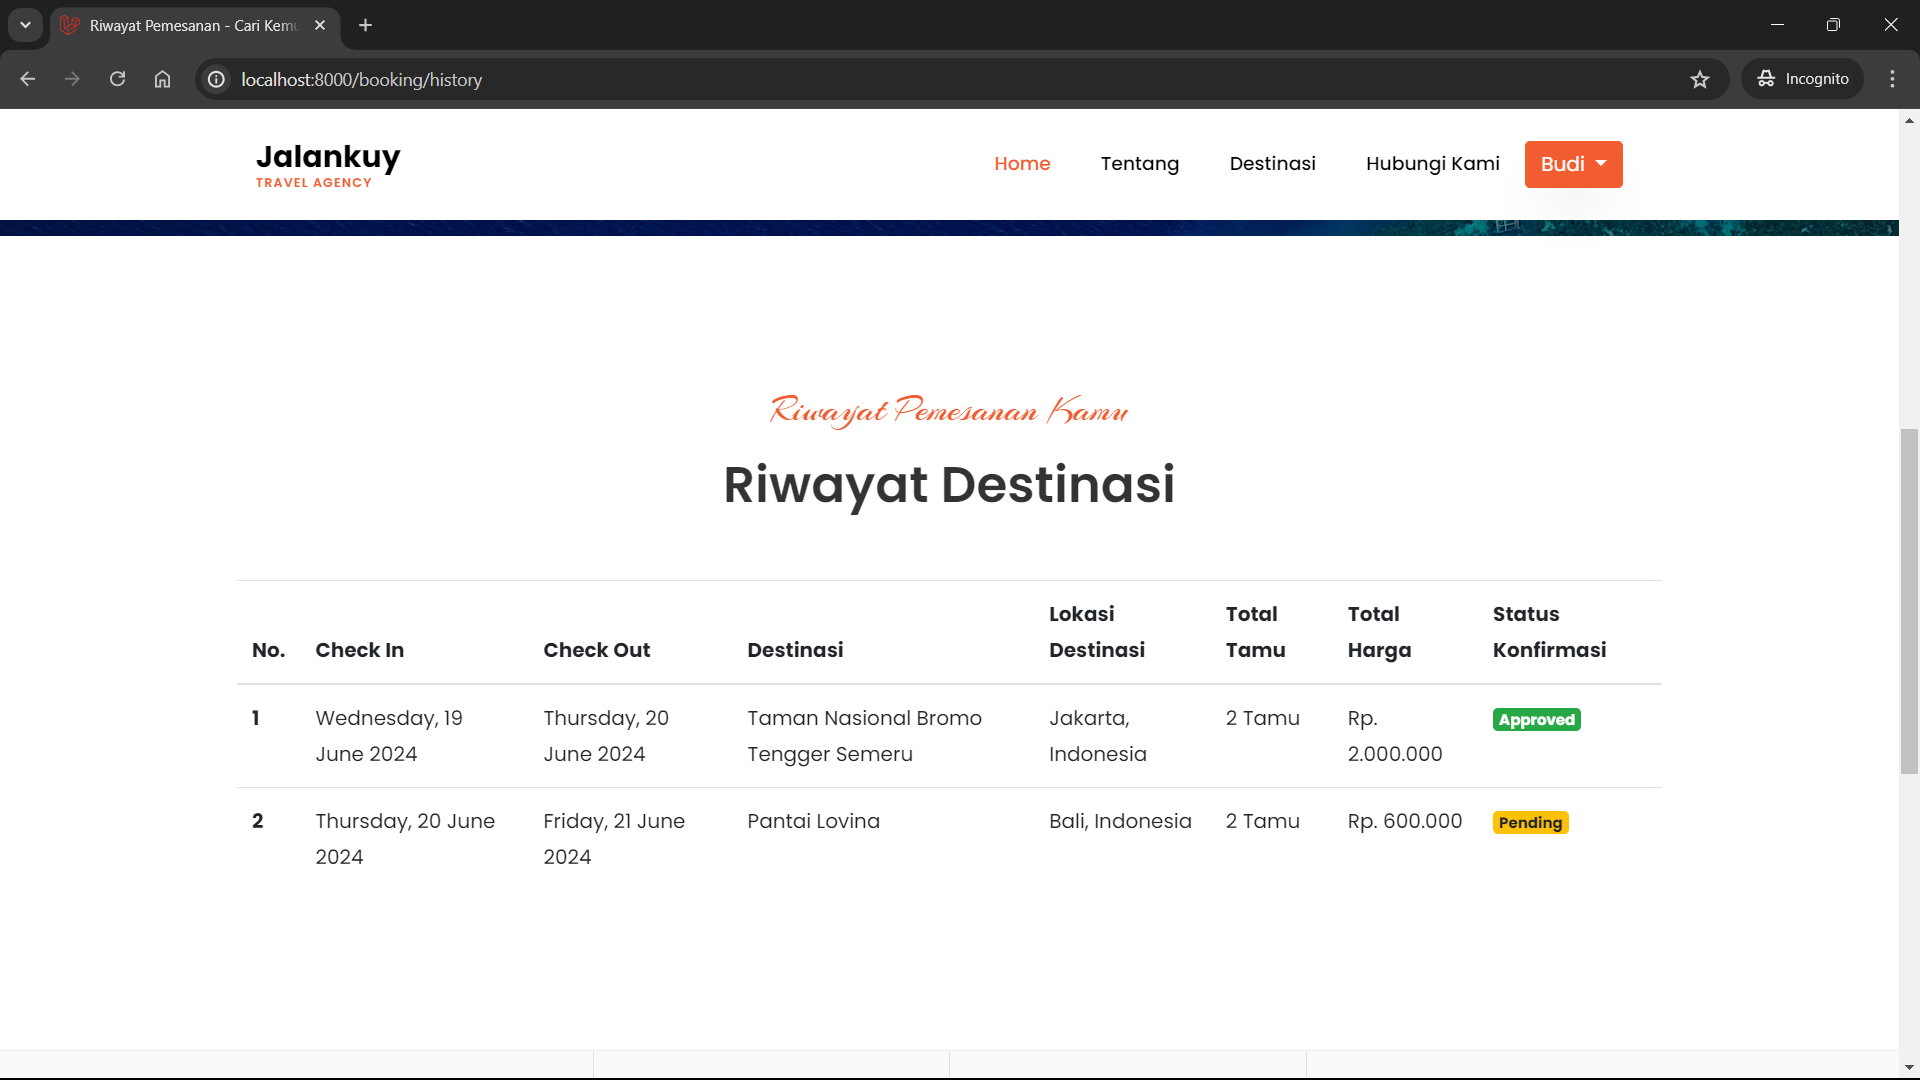 Riwayat Pemesanan - Cari Kem
localhost:8000/booking/history
Incognito
Jalankuy
TRAVEL AGENCY
Home
Tentang
Destinasi
Hubungi Kami
Budi
Riwayat Pemesanan Kamu
Riwayat Destinasi
No.
Check In
Check Out
Destinasi
Lokasi
Destinasi
Total
Tamu
Total
Harga
Status
Konfirmasi
1
Wednesday, 19
June 2024
Thursday, 20
June 2024
Taman Nasional Bromo
Tengger Semeru
Jakarta,
Indonesia
2 Tamu
Rp.
2.000.000
Approved
2
Thursday, 20 June
2024
Friday, 21 June
2024
Pantai Lovina
Bali, Indonesia
2 Tamu
Rp. 600.000
Pending